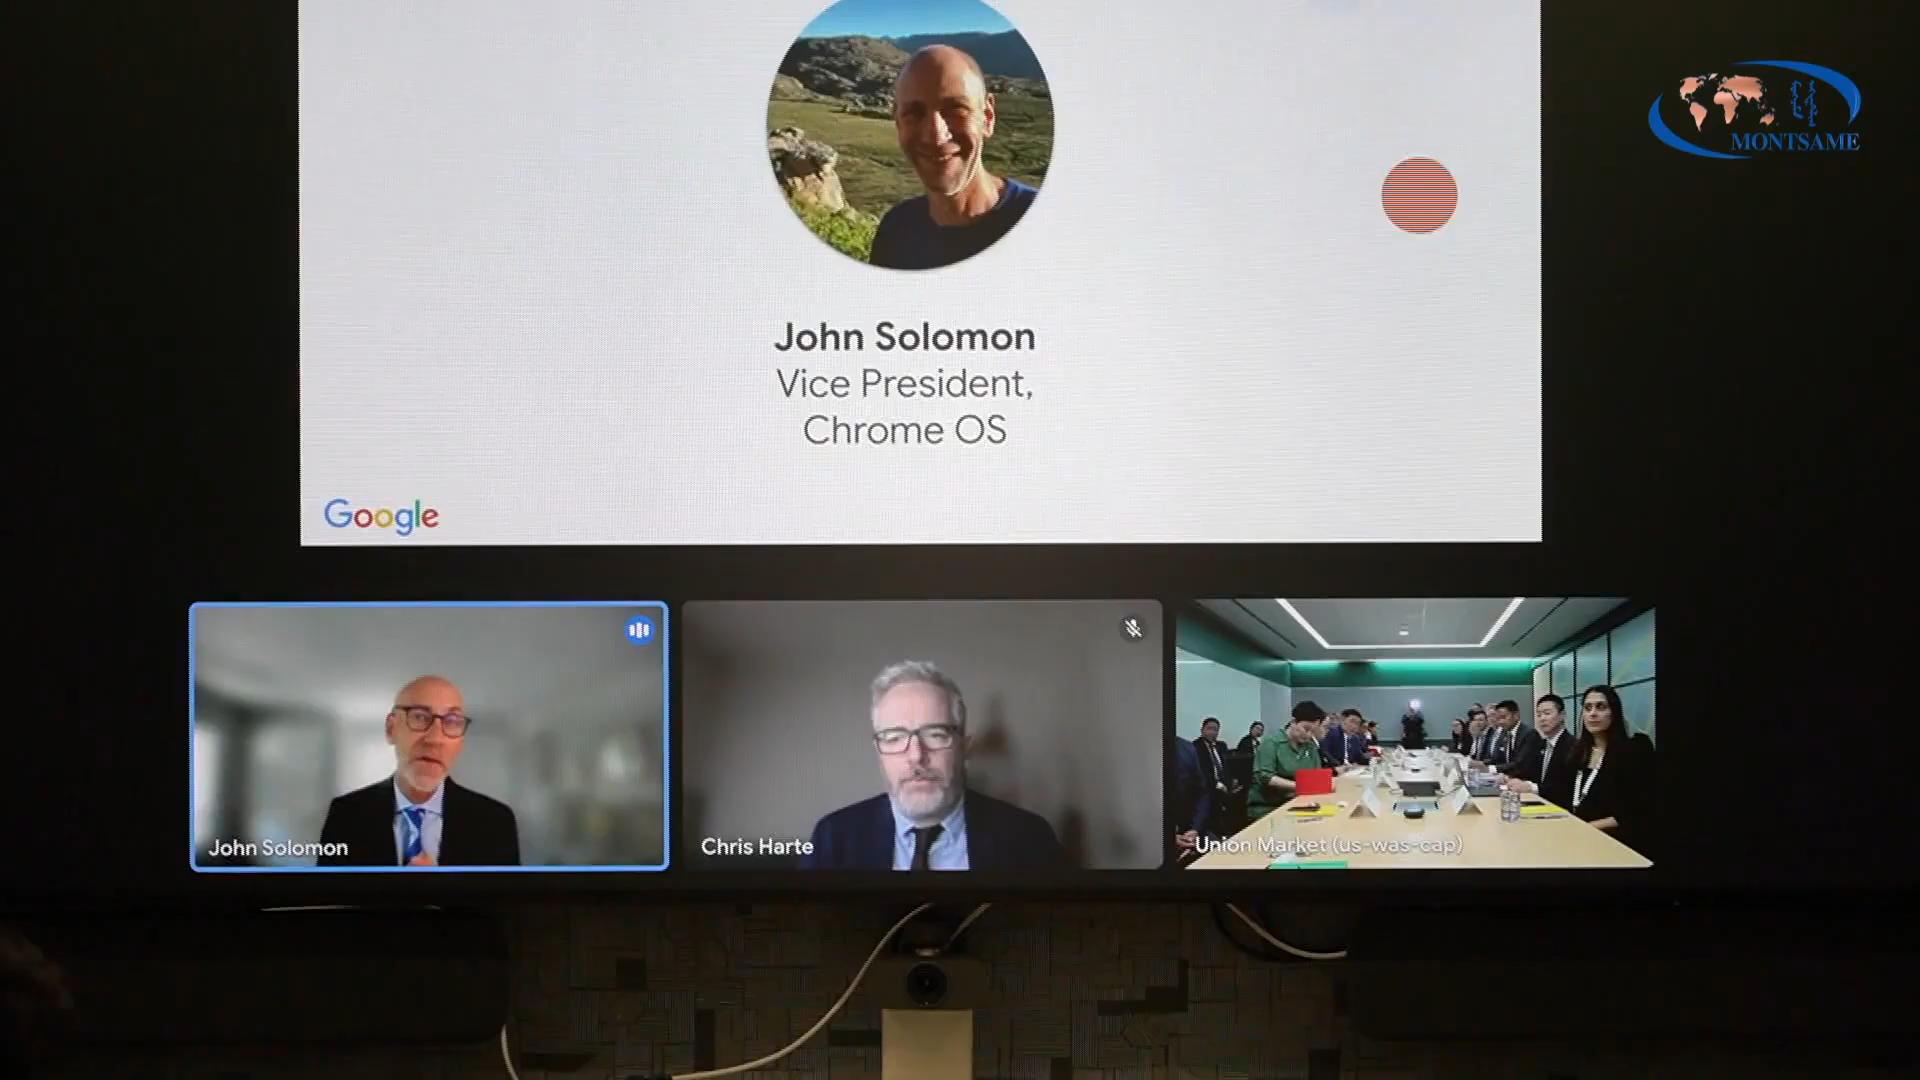 MONTSAME
John Solomon
Vice President,
Chrome OS
Google
John Solomon
Chris Harte
Union Market (us-was-cap)